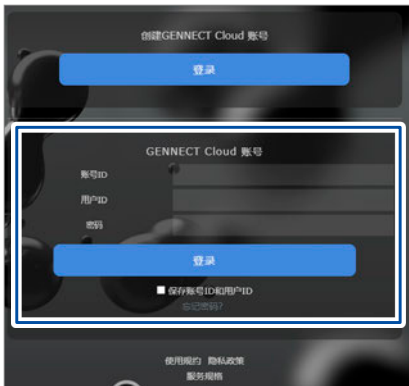 创建GENNECT Cloud 账号
登录
GENNECT Cloud 账号
账号ID
用户ID
密码
登录
保存账号ID和用户ID
忘记密码?
使用规约 隐私政策
服务规格